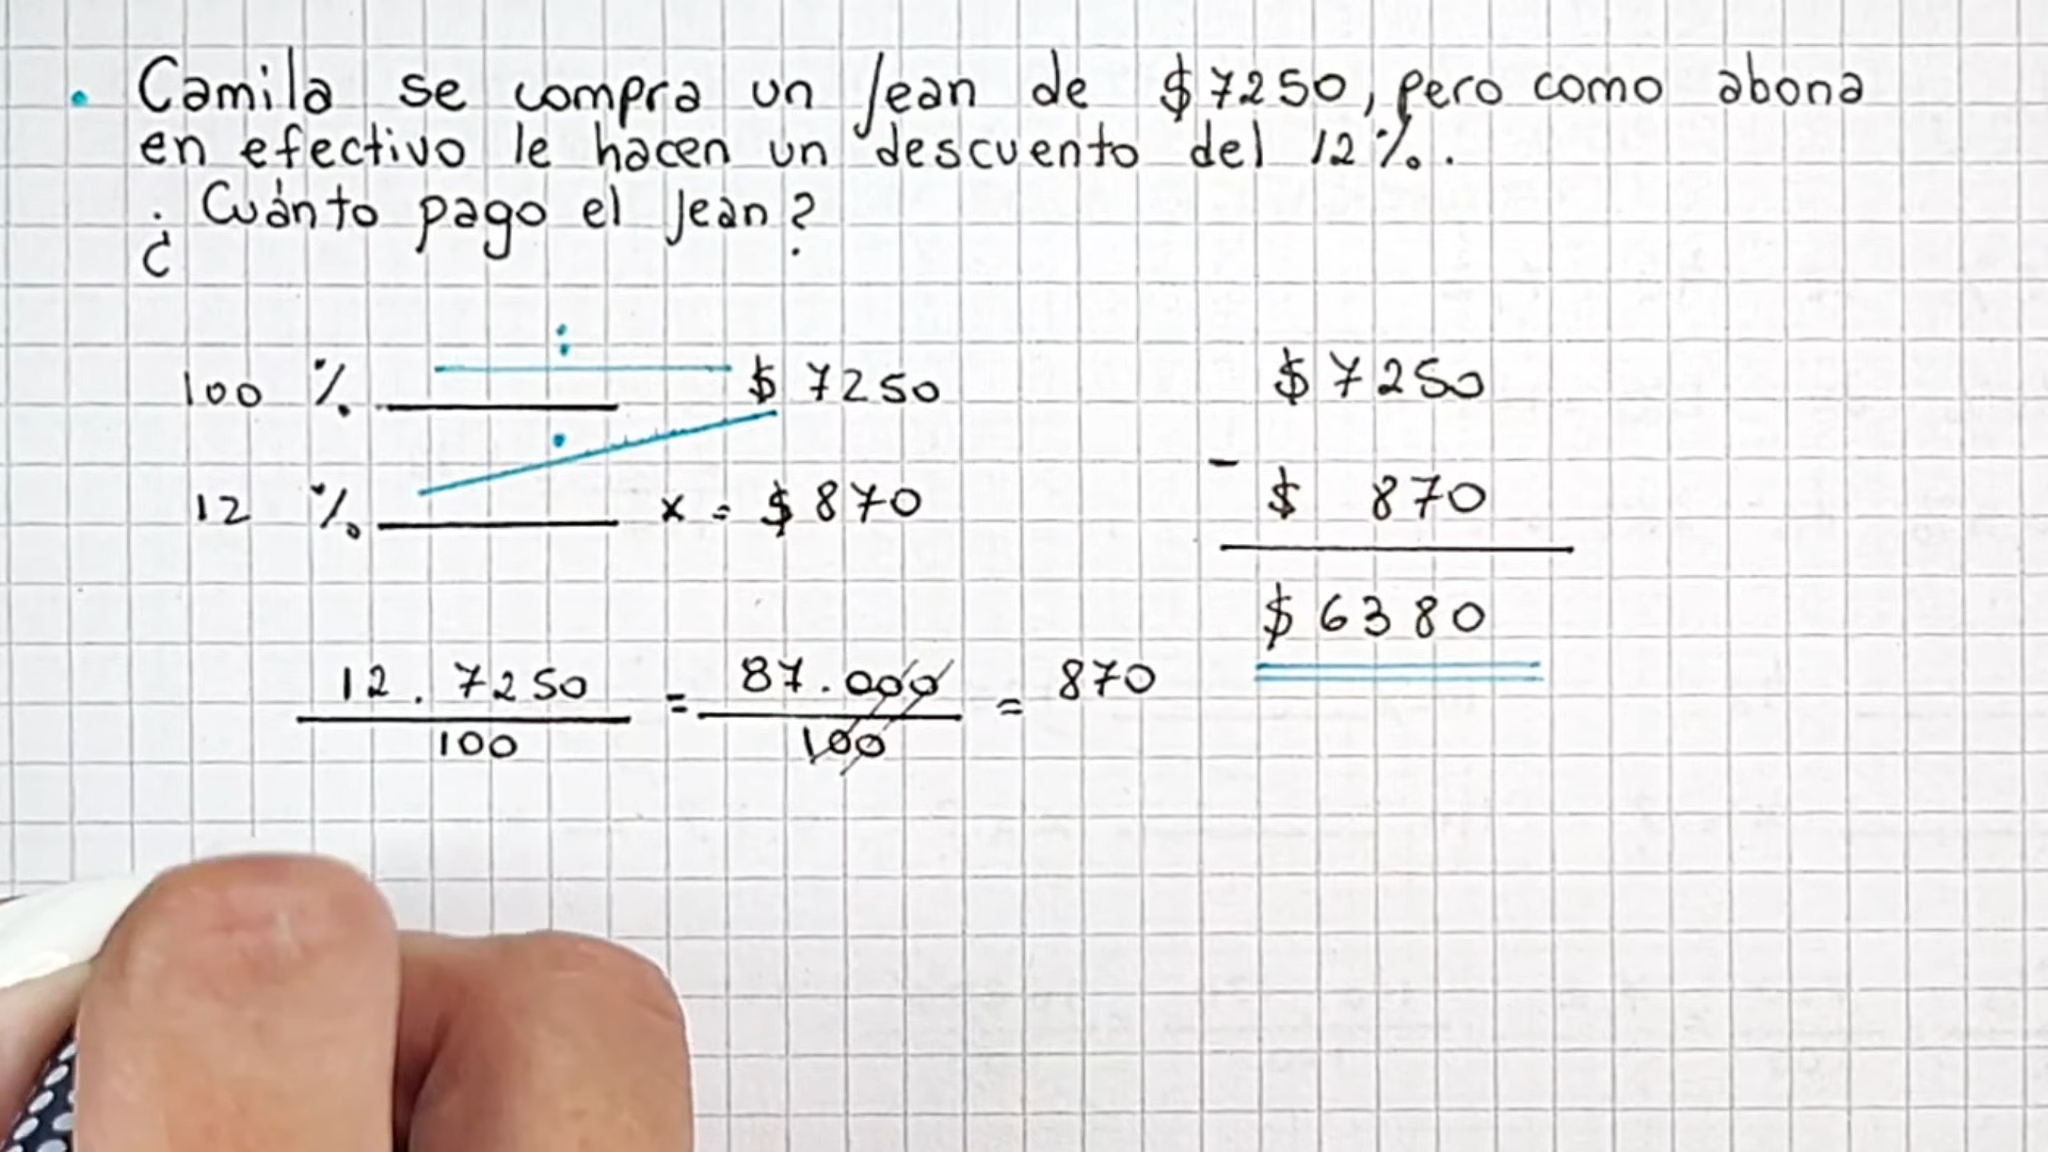 • Camila se compra un Jean de $7250, pero como abona
en efectivo le hacen un descuento del 12%.
¿Cuánto pago el Jean?
100 % : $ 7250
12 % · x = $ 870
12 . 7250 / 100 = 87.000 / 100 = 870
$ 7250
- $ 870
$ 6380